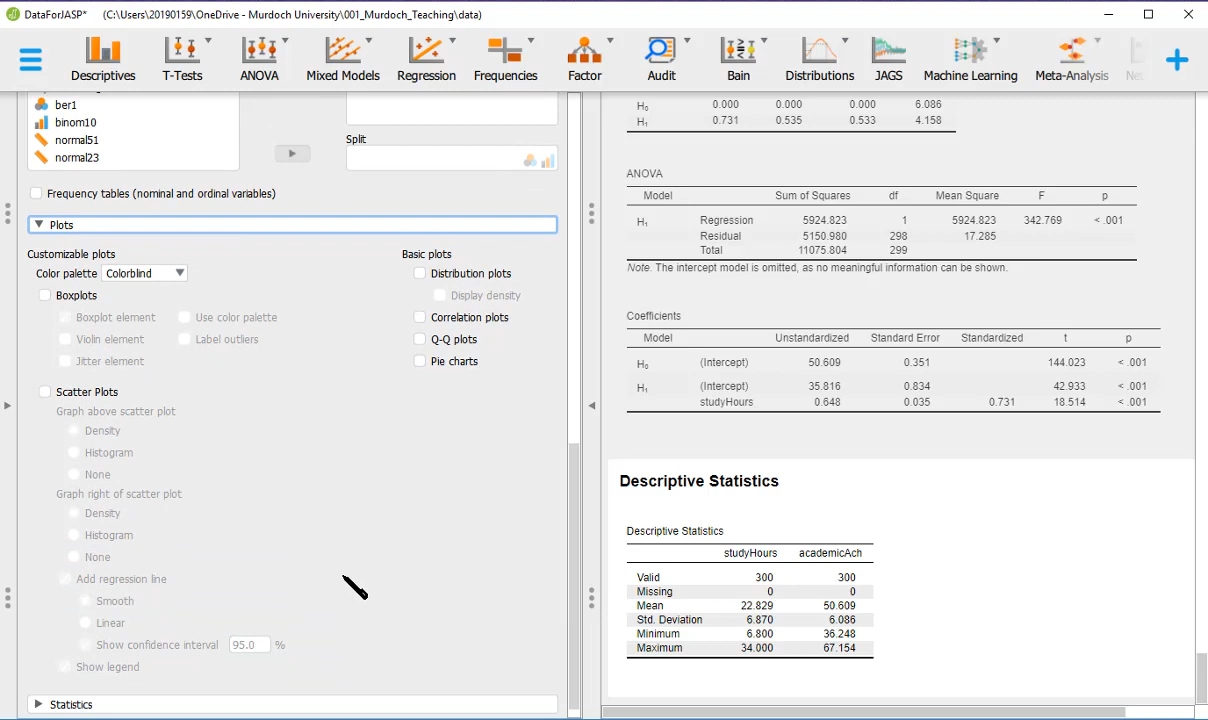 DataForJASP* (C:\Users\20190159\OneDrive - Murdoch University\001_Murdoch_Teaching\data)
Descriptives T-Tests ANOVA Mixed Models Regression Frequencies Factor Audit Bain Distributions JAGS Machine Learning Meta-Analysis
ber1
binom10
normal51
normal23
Split
Frequency tables (nominal and ordinal variables)
Plots
Customizable plots Basic plots
Color palette Colorblind Distribution plots
Boxplots Display density
Boxplot element Use color palette Correlation plots
Violin element Label outliers Q-Q plots
Jitter element Pie charts
Scatter Plots
Graph above scatter plot
Density
Histogram
None
Graph right of scatter plot
Density
Histogram
None
Add regression line
Smooth
Linear
Show confidence interval 95.0 %
Show legend
Statistics
H₀ 0.000 0.000 0.000 6.086
H₁ 0.731 0.535 0.533 4.158
ANOVA
Model Sum of Squares df Mean Square F p
H₁ Regression 5924.823 1 5924.823 342.769 < .001
Residual 5150.980 298 17.285
Total 11075.804 299
Note. The intercept model is omitted, as no meaningful information can be shown.
Coefficients
Model Unstandardized Standard Error Standardized t p
H₀ (Intercept) 50.609 0.351 144.023 < .001
H₁ (Intercept) 35.816 0.834 42.933 < .001
studyHours 0.648 0.035 0.731 18.514 < .001
Descriptive Statistics
Descriptive Statistics
studyHours academicAch
Valid 300 300
Missing 0 0
Mean 22.829 50.609
Std. Deviation 6.870 6.086
Minimum 6.800 36.248
Maximum 34.000 67.154